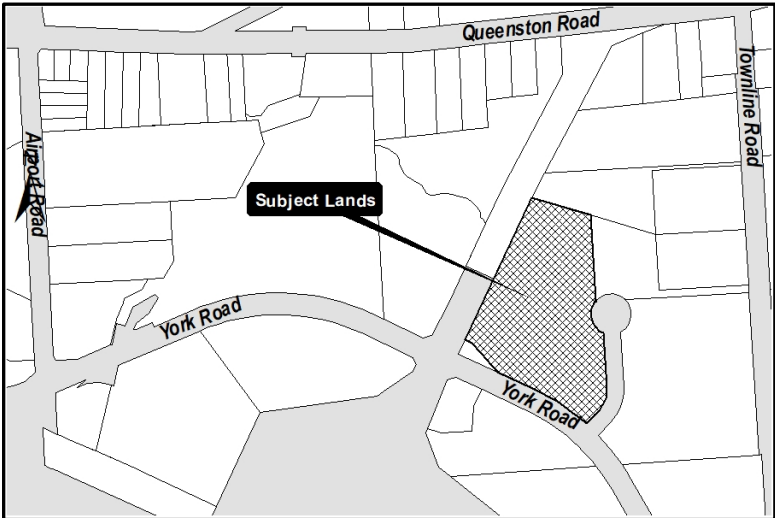 Queenston Road
Townline Road
Airport Road
Subject Lands
York Road
York Road